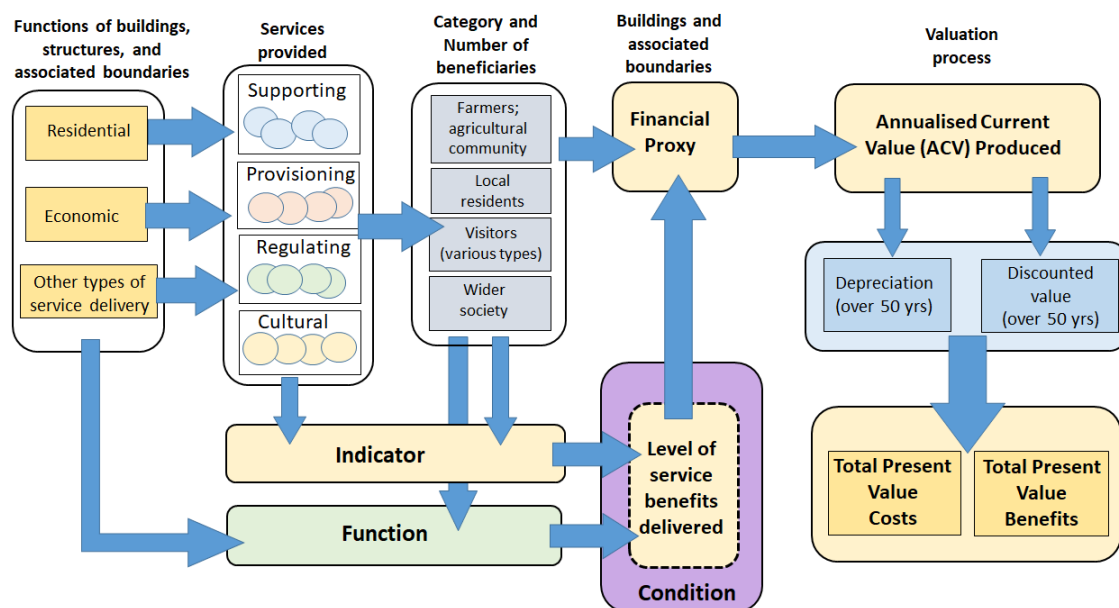 Functions of buildings,
structures, and
associated boundaries
Residential
Economic
Other types of
service delivery
Services
provided
Supporting
Provisioning
Regulating
Cultural
Category and
Number of
beneficiaries
Farmers;
agricultural
community
Local
residents
Visitors
(various types)
Wider
society
Buildings and
associated
boundaries
Financial
Proxy
Valuation
process
Annualised Current
Value (ACV) Produced
Depreciation
(over 50 yrs)
Discounted
value
(over 50 yrs)
Indicator
Function
Level of
service
benefits
delivered
Condition
Total Present
Value
Costs
Total Present
Value
Benefits